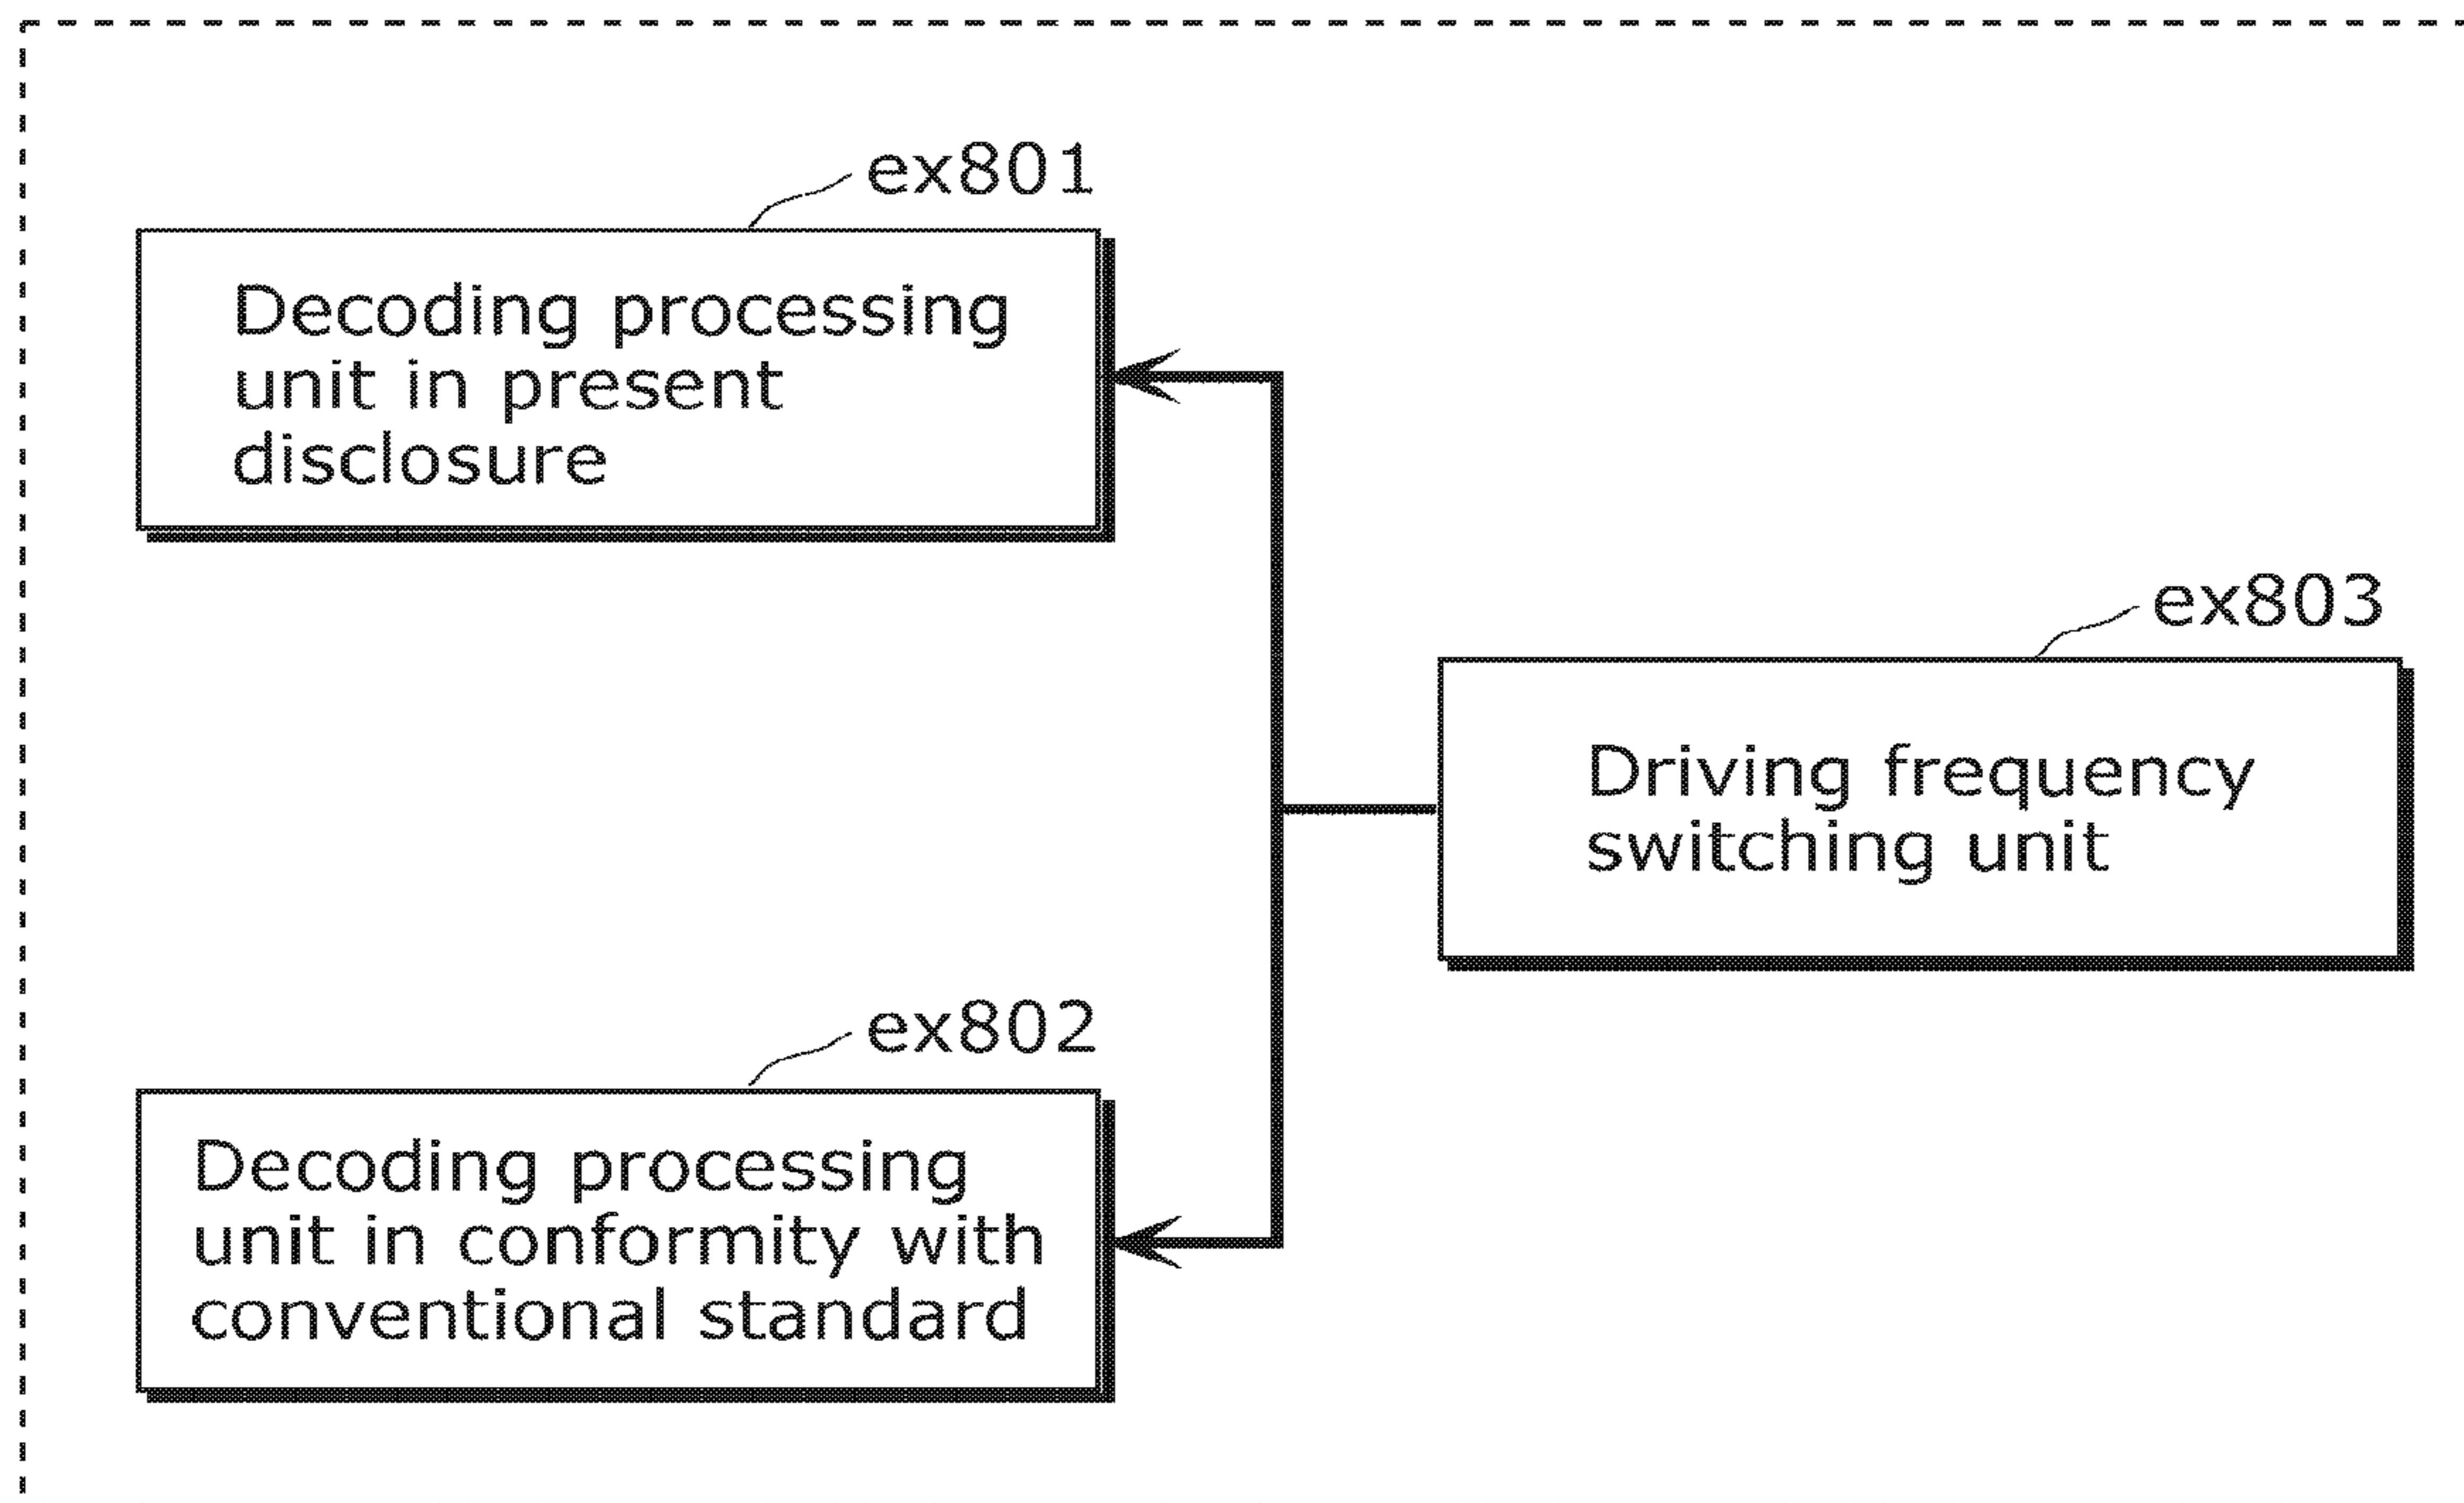 ex801
Decoding processing
unit in present
disclosure
ex803
Driving frequency
switching unit
ex802
Decoding processing
unit in conformity with
conventional standard